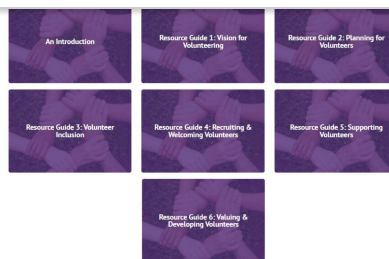 An Introduction
Resource Guide 1: Vision for
Volunteering
Resource Guide 2: Planning for
Volunteers
Resource Guide 3: Volunteer
Inclusion
Resource Guide 4: Recruiting &
Welcoming Volunteers
Resource Guide 5: Supporting
Volunteers
Resource Guide 6: Valuing &
Developing Volunteers